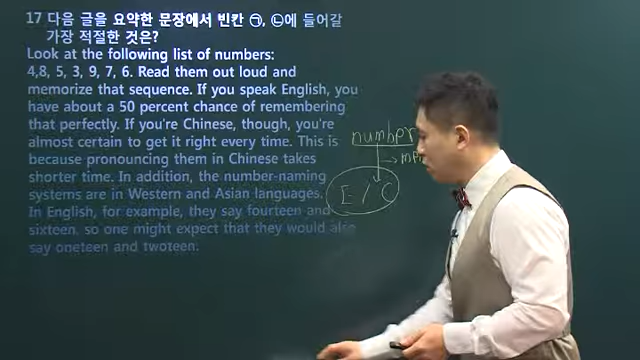 17 다음 글을 요약한 문장에서 빈칸 ㉠, ㉡에 들어갈
가장 적절한 것은?
Look at the following list of numbers:
4,8, 5, 3, 9, 7, 6. Read them out loud and
memorize that sequence. If you speak English, you
have about a 50 percent chance of remembering
that perfectly. If you're Chinese, though, you're
almost certain to get it right every time. This is
because pronouncing them in Chinese takes
shorter time. In addition, the number-naming
systems are in Western and Asian languages.
In English, for example, they say fourteen and
sixteen, so one might expect that they would also
say oneteen and twoteen.
number
E / C